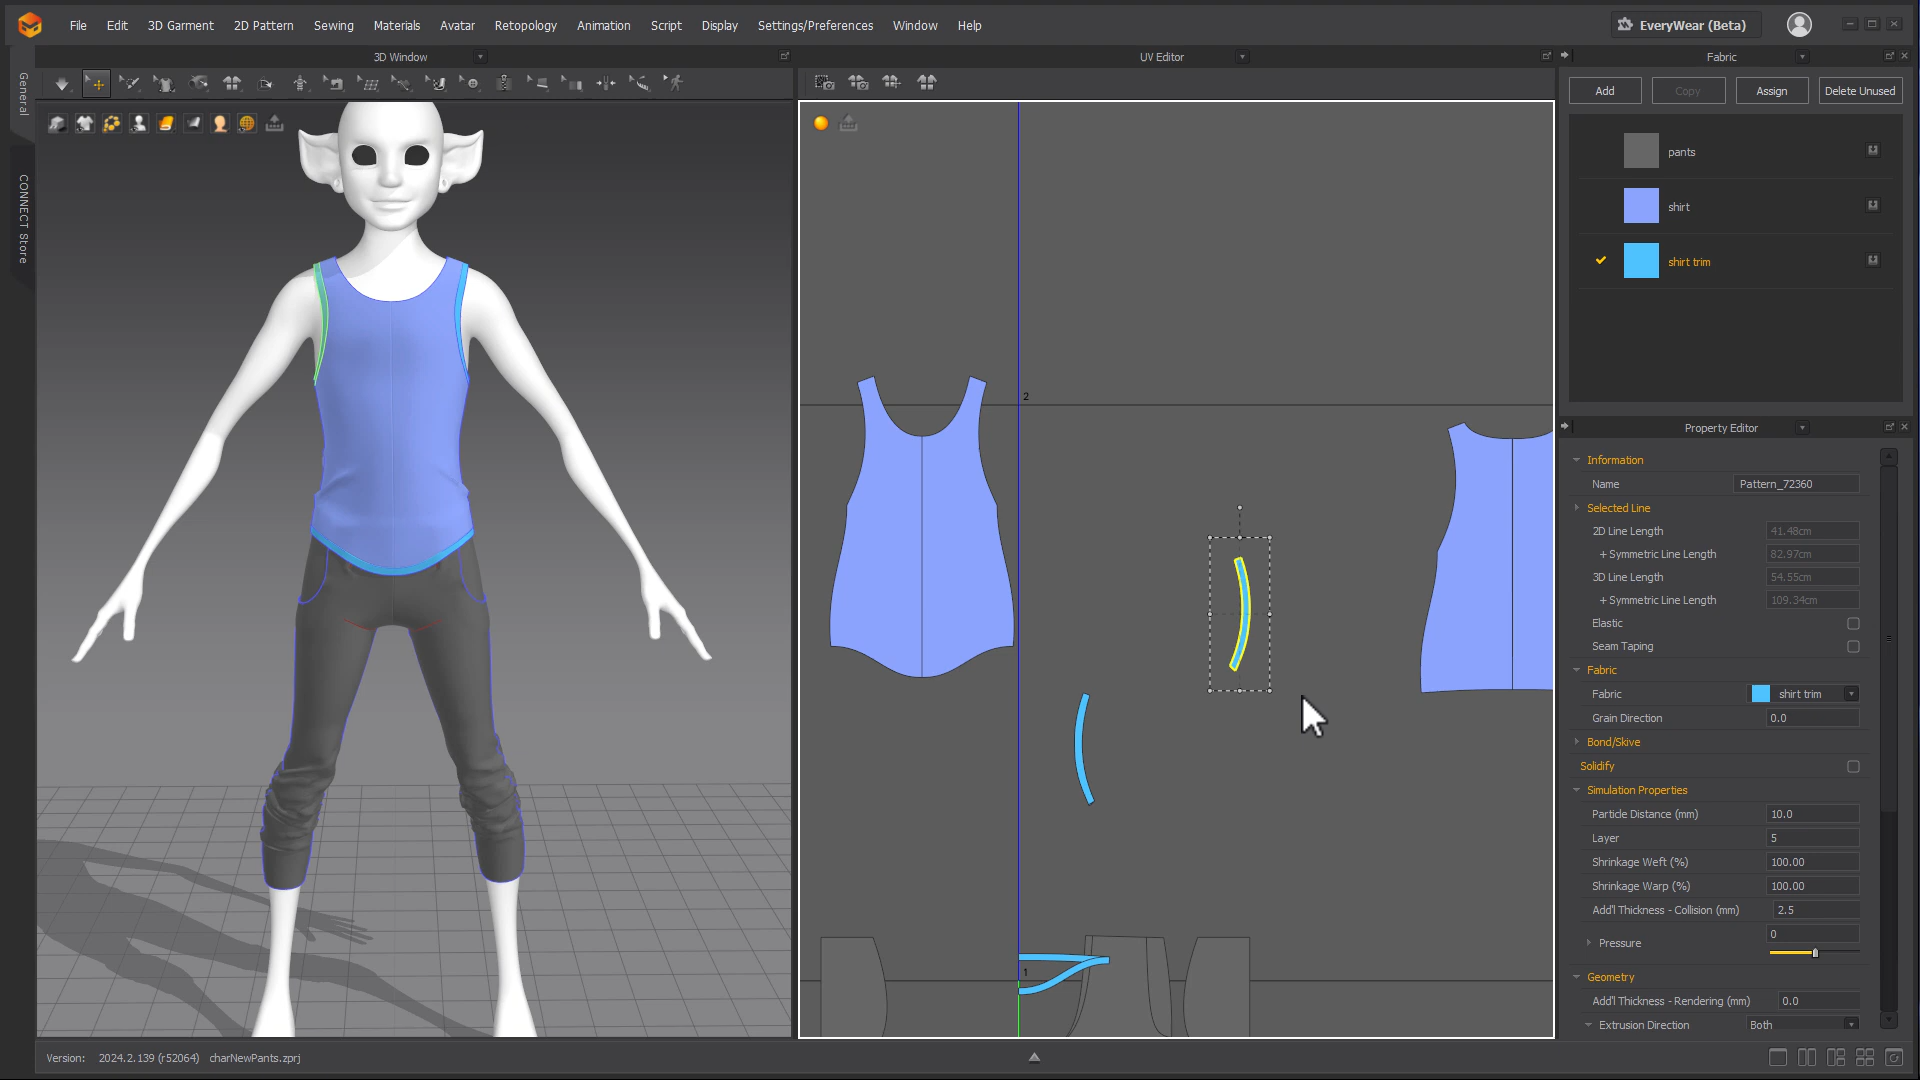 File Edit 3D Garment 2D Pattern Sewing Materials Avatar Retopology Animation Script Display Settings/Preferences Window Help EveryWear (Beta)
3D Window UV Editor Fabric
General
CONNECT Store
Add Copy Assign Delete Unused
pants
shirt
shirt trim
2
1
Property Editor
Information
Name Pattern_72360
Selected Line
2D Line Length 41.48cm
+ Symmetric Line Length 82.97cm
3D Line Length 54.55cm
+ Symmetric Line Length 109.34cm
Elastic
Seam Taping
Fabric
Fabric shirt trim
Grain Direction 0.0
Bond/Skive
Solidify
Simulation Properties
Particle Distance (mm) 10.0
Layer 5
Shrinkage Weft (%) 100.00
Shrinkage Warp (%) 100.00
Add'l Thickness - Collision (mm) 2.5
Pressure 0
Geometry
Add'l Thickness - Rendering (mm) 0.0
Extrusion Direction Both
Version: 2024.2.139 (r52064) charNewPants.zprj